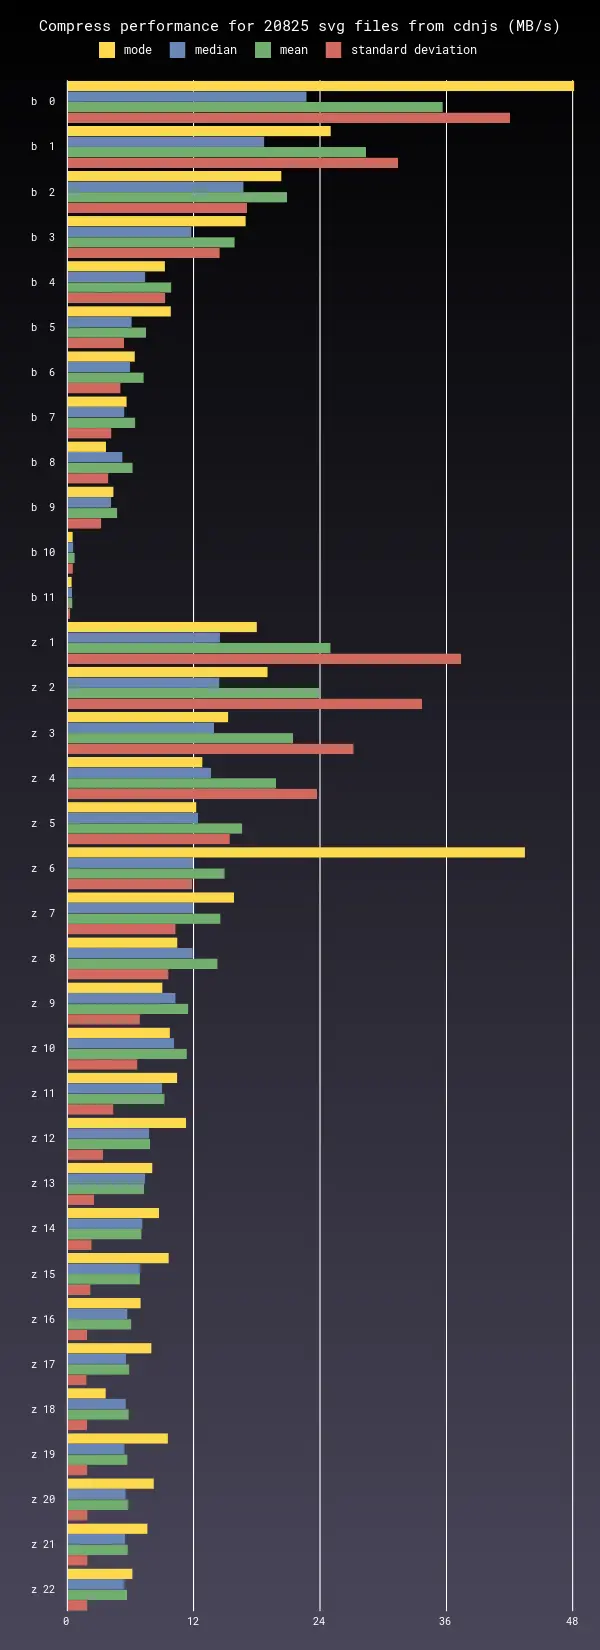 Compress performance for 20825 svg files from cdnjs (MB/s)
mode median mean standard deviation
b 0
b 1
b 2
b 3
b 4
b 5
b 6
b 7
b 8
b 9
b 10
b 11
z 1
z 2
z 3
z 4
z 5
z 6
z 7
z 8
z 9
z 10
z 11
z 12
z 13
z 14
z 15
z 16
z 17
z 18
z 19
z 20
z 21
z 22
0 12 24 36 48